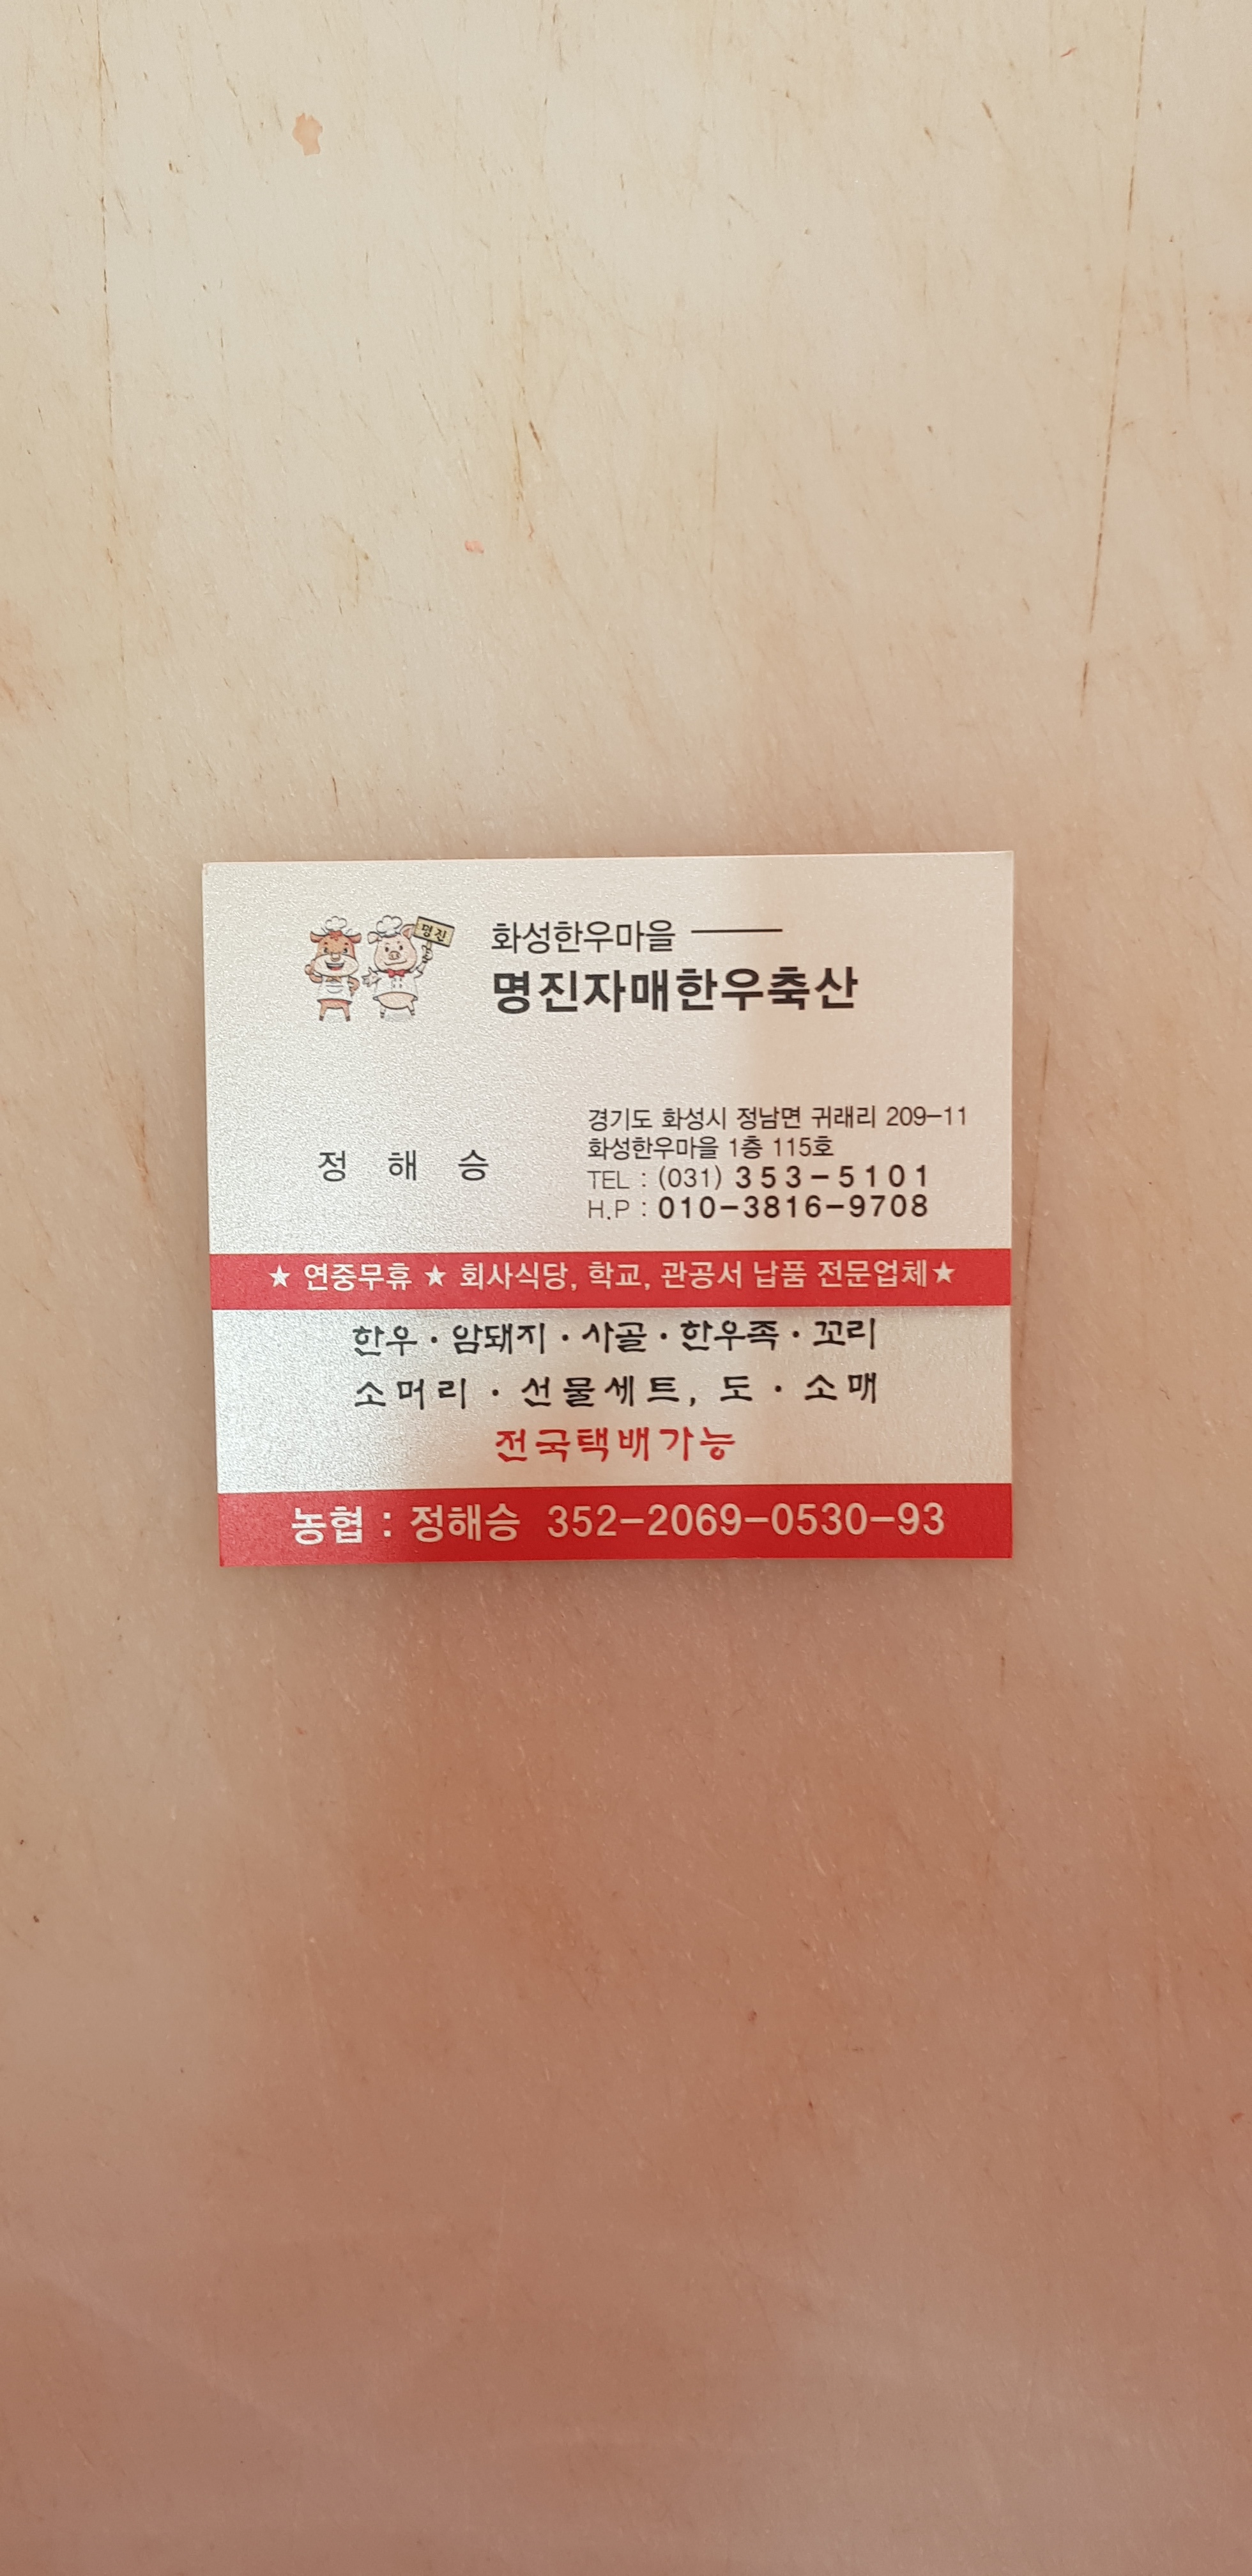 명진
화성한우마을
명진자매한우축산
정 해 승
경기도 화성시 정남면 귀래리 209-11
화성한우마을 1층 115호
TEL : (031) 353-5101
H.P : 010-3816-9708
★ 연중무휴 ★ 회사식당, 학교, 관공서 납품 전문업체★
한우 · 암돼지 · 사골 · 한우족 · 꼬리
소머리 · 선물세트, 도 · 소매
전국택배가능
농협 : 정해승 352-2069-0530-93